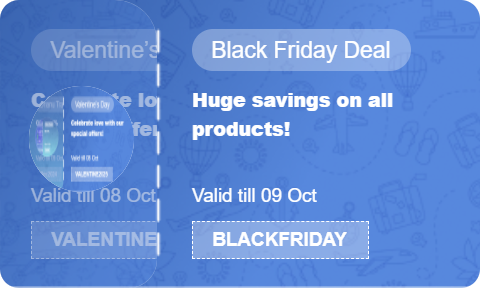 Valentine's
Black Friday Deal
Huge savings on all
products!
Valentine's Day
Celebrate love with our
special offers!
Valid till 08 Oct
VALENTINE2025
Valid till 08 Oct
Valid till 09 Oct
VALENTINE
BLACKFRIDAY